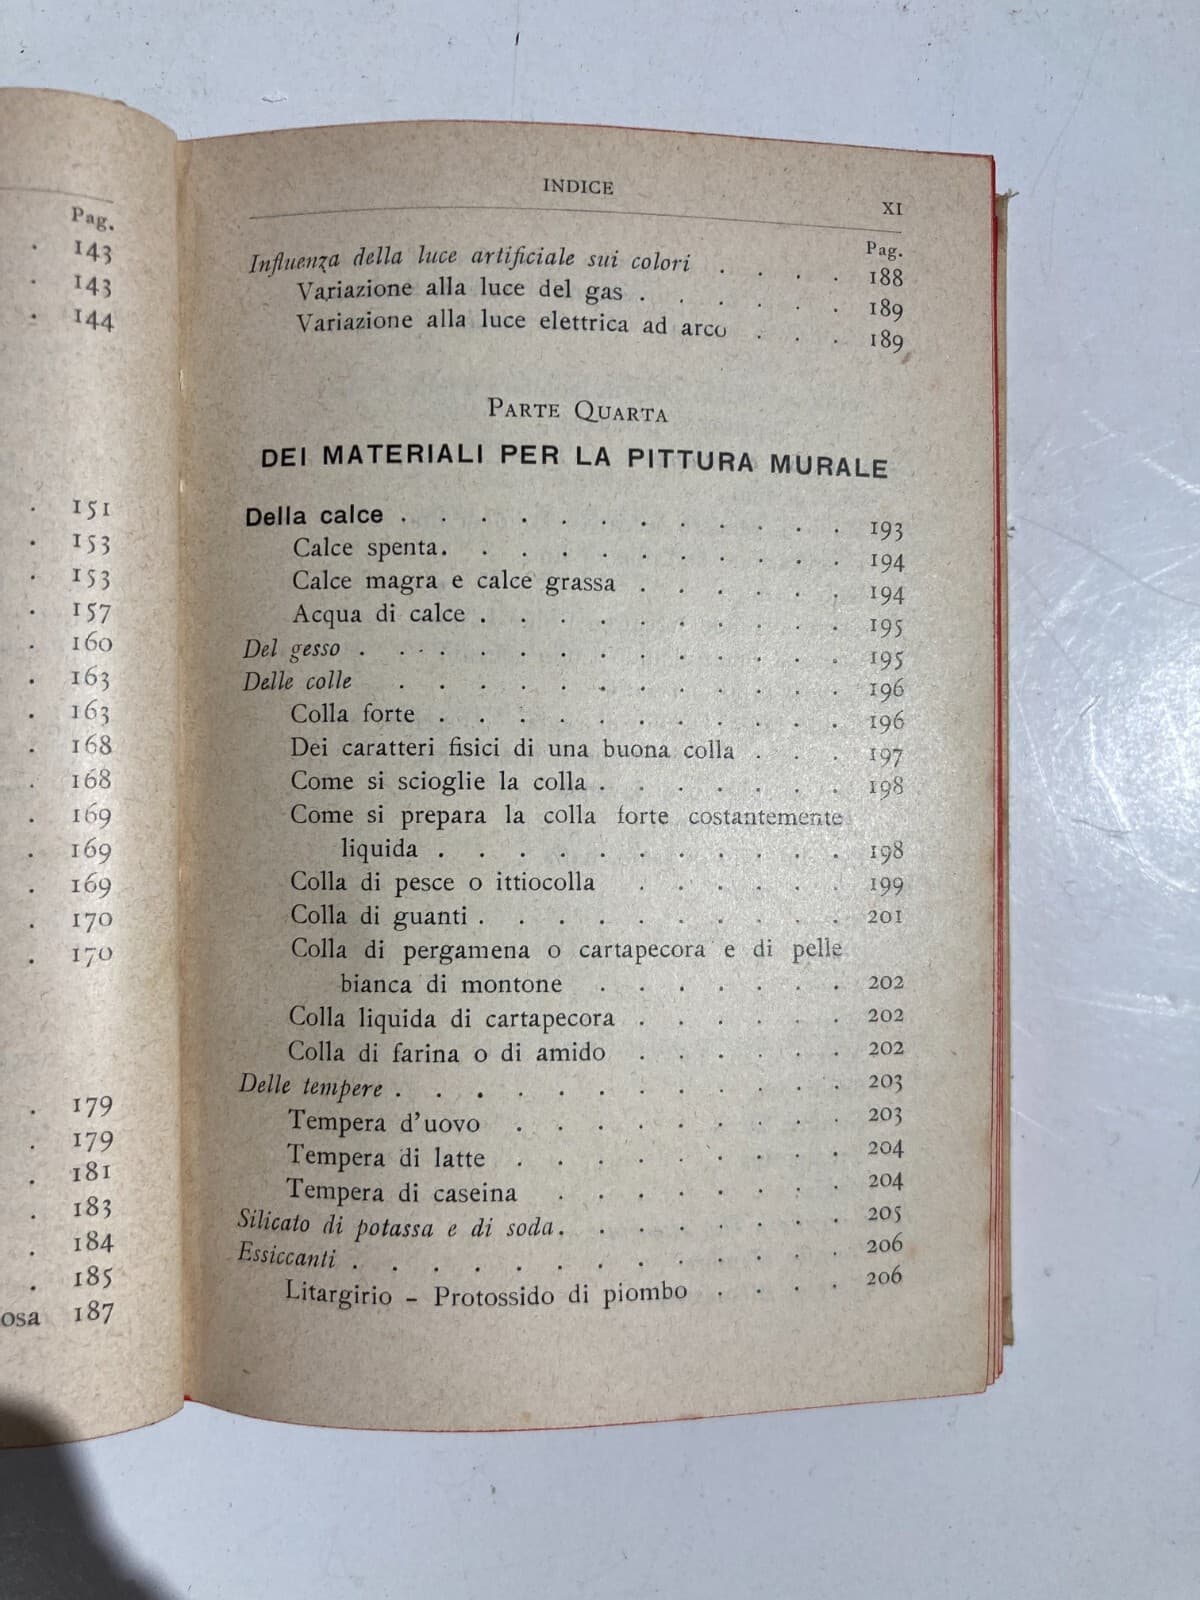 Pag.
143
143
144
151
153
153
157
160
163
163
168
168
169
169
169
170
170
179
179
181
183
184
185
osa 187
INDICE XI
Pag.
Influenza della luce artificiale sui colori . . . . 188
Variazione alla luce del gas . . . . . . 189
Variazione alla luce elettrica ad arco . . . 189
PARTE QUARTA
DEI MATERIALI PER LA PITTURA MURALE
Della calce . . . . . . . . . . . . 193
Calce spenta. . . . . . . . . . . 194
Calce magra e calce grassa . . . . . . 194
Acqua di calce . . . . . . . . . . 195
Del gesso . . . . . . . . . . . . . 195
Delle colle . . . . . . . . . . . . 196
Colla forte . . . . . . . . . . . 196
Dei caratteri fisici di una buona colla . . . 197
Come si scioglie la colla . . . . . . . 198
Come si prepara la colla forte costantemente
liquida . . . . . . . . . . . 198
Colla di pesce o ittiocolla . . . . . . 199
Colla di guanti . . . . . . . . . . 201
Colla di pergamena o cartapecora e di pelle
bianca di montone . . . . . . . 202
Colla liquida di cartapecora . . . . . . 202
Colla di farina o di amido . . . . . . 202
Delle tempere . . . . . . . . . . . . 203
Tempera d'uovo . . . . . . . . . 203
Tempera di latte . . . . . . . . . 204
Tempera di caseina . . . . . . . . 204
Silicato di potassa e di soda. . . . . . . . 205
Essiccanti . . . . . . . . . . . . . 206
Litargirio – Protossido di piombo . . . . 206